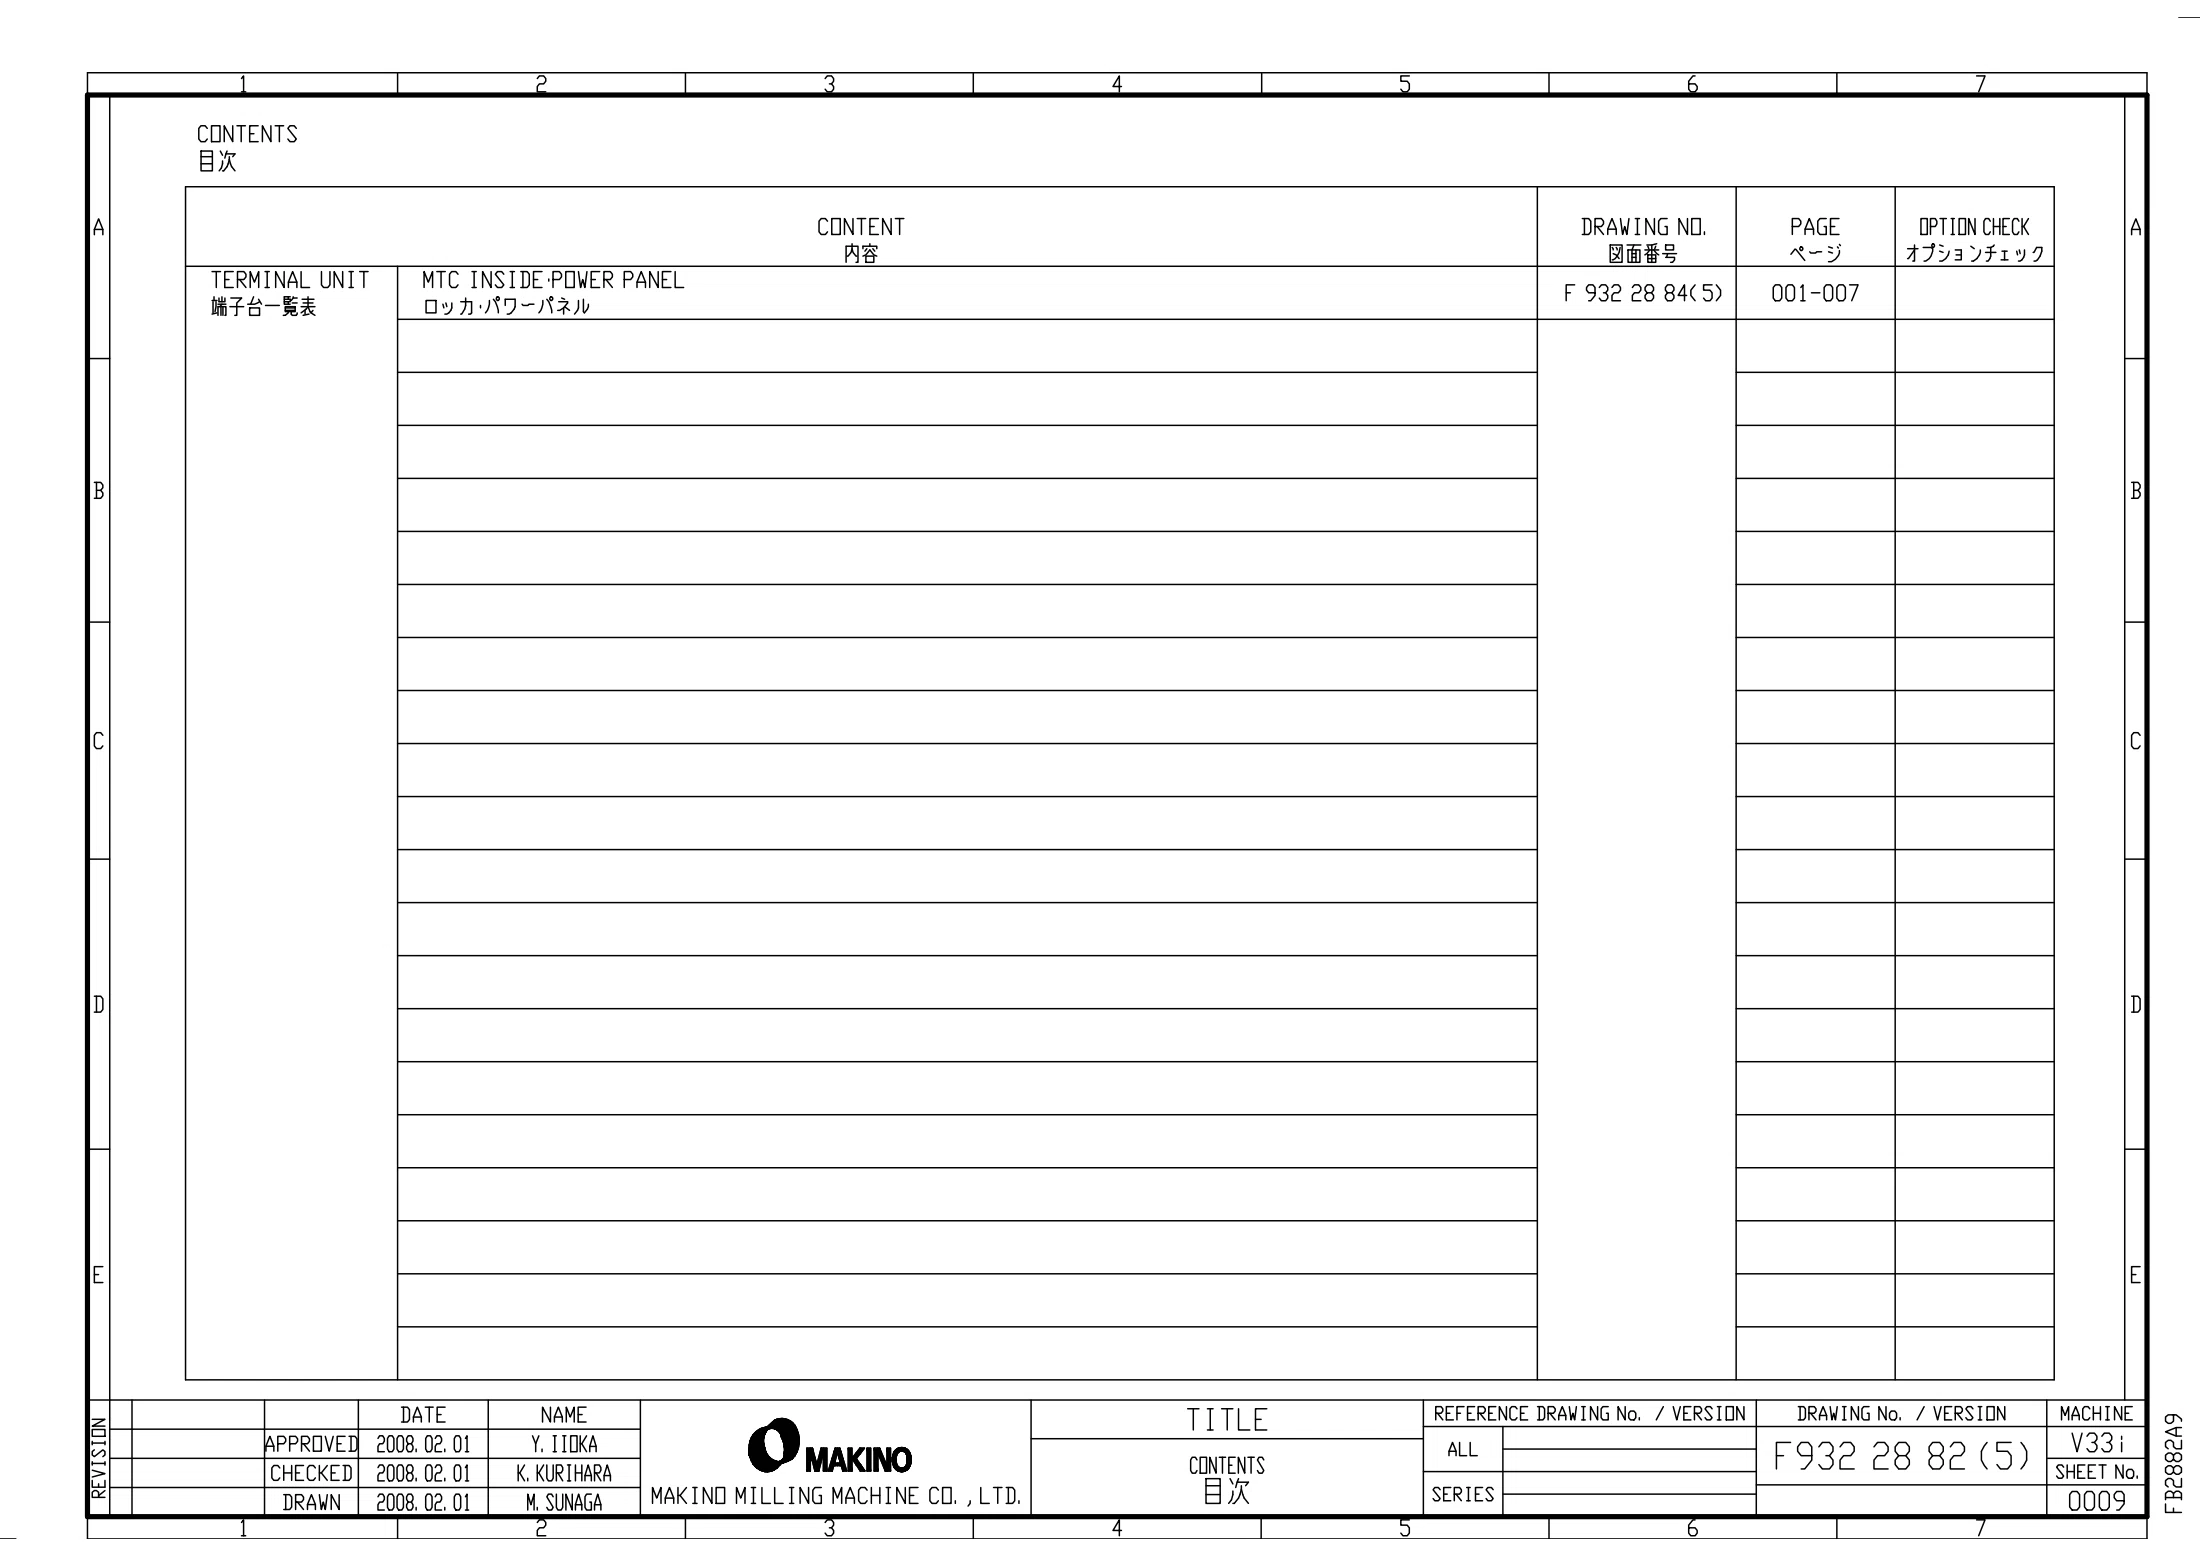 1 2 3 4 5 6 7
CONTENTS
目次
A A
CONTENT DRAWING NO. PAGE OPTION CHECK
内容 図面番号 ページ オプションチェック
TERMINAL UNIT MTC INSIDE·POWER PANEL
端子台一覧表 ロッカ·パワーパネル
F 932 28 84(5) 001-007
B B
C C
D D
E E
REVISION
DATE NAME
APPROVED 2008.02.01 Y. IIOKA
CHECKED 2008.02.01 K. KURIHARA
DRAWN 2008.02.01 M. SUNAGA
MAKINO
MAKINO MILLING MACHINE CO. , LTD.
TITLE
CONTENTS
目次
REFERENCE DRAWING No. / VERSION
ALL
SERIES
DRAWING No. / VERSION
F932 28 82 (5)
MACHINE
V33i
SHEET No.
0009
1 2 3 4 5 6 7
FB2882A9